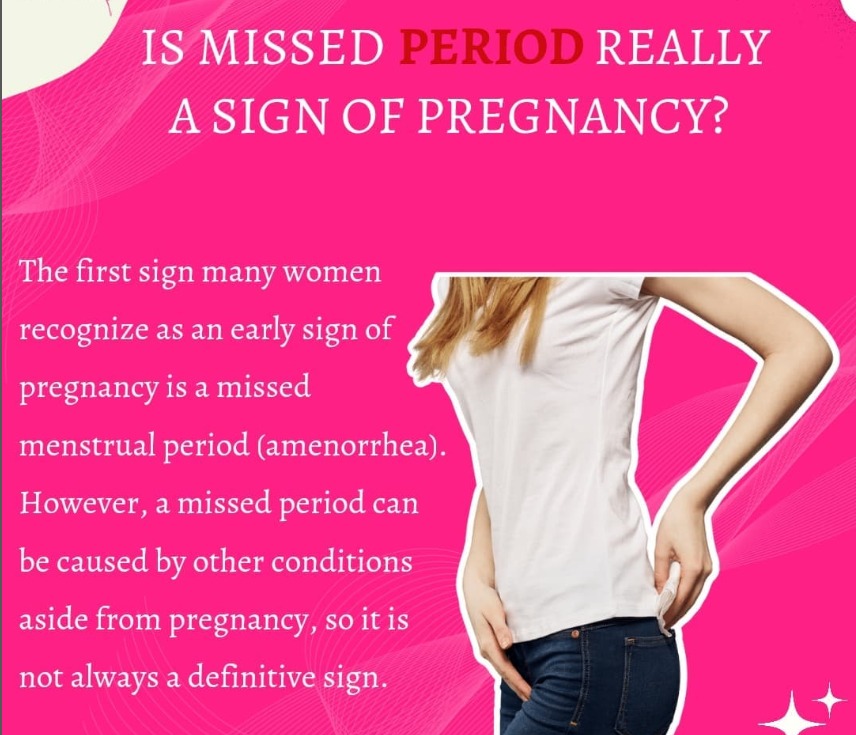 IS MISSED PERIOD REALLY
A SIGN OF PREGNANCY?
The first sign many women
recognize as an early sign of
pregnancy is a missed
menstrual period (amenorrhea).
However, a missed period can
be caused by other conditions
aside from pregnancy, so it is
not always a definitive sign.